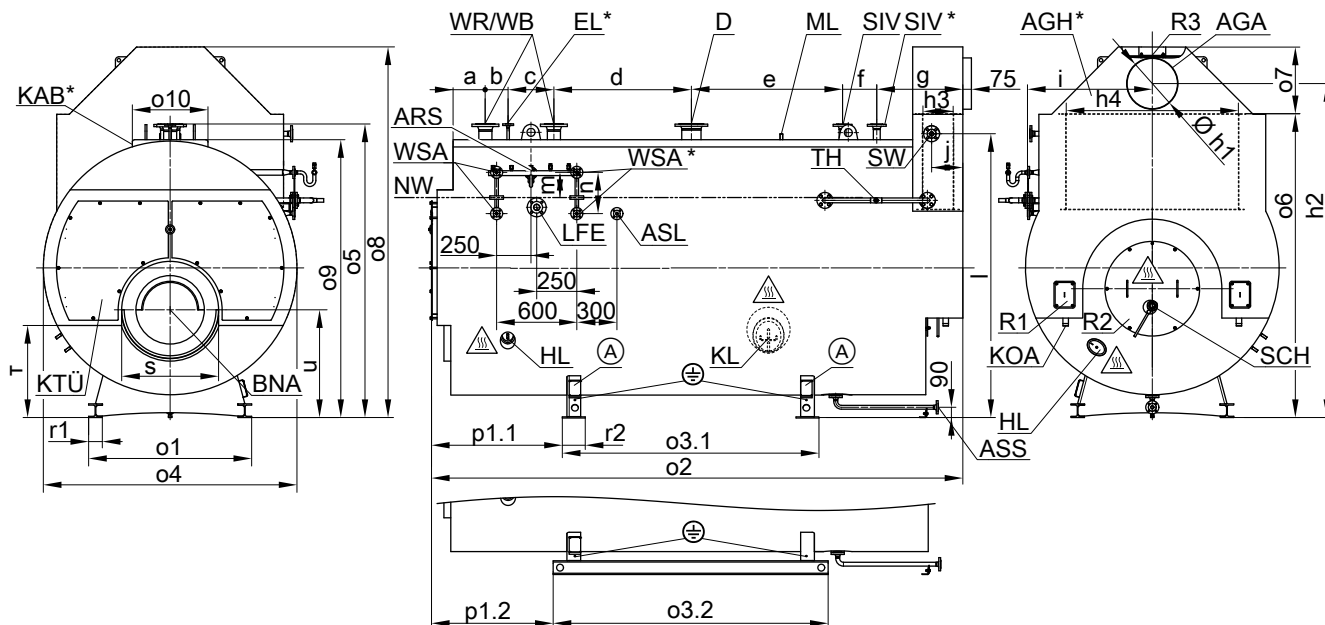 WR/WB EL* D ML SIV SIV* AGH* R3 AGA
a b c d e f g 75 i o7
KAB* o10 h3 h4 Ø h1
ARS
WSA WSA* TH SW j
NW m n
LFE ASL
250
250
600 300
HL A KL A
l
90
ASS
o9 o5 o8
т KTÜ s BNA u
r1
o1
o4
p1.1 r2 o3.1
o2
R1 R2
KOA SCH
HL
o6 h2
p1.2 o3.2